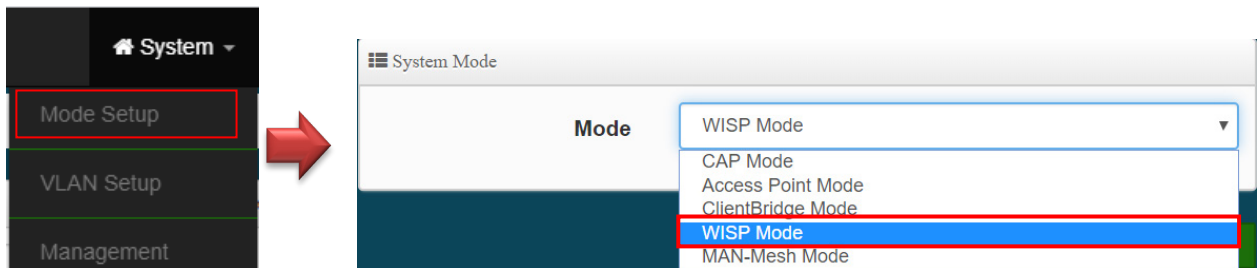 System
Mode Setup
VLAN Setup
Management
System Mode
Mode
WISP Mode
CAP Mode
Access Point Mode
ClientBridge Mode
WISP Mode
MAN-Mesh Mode